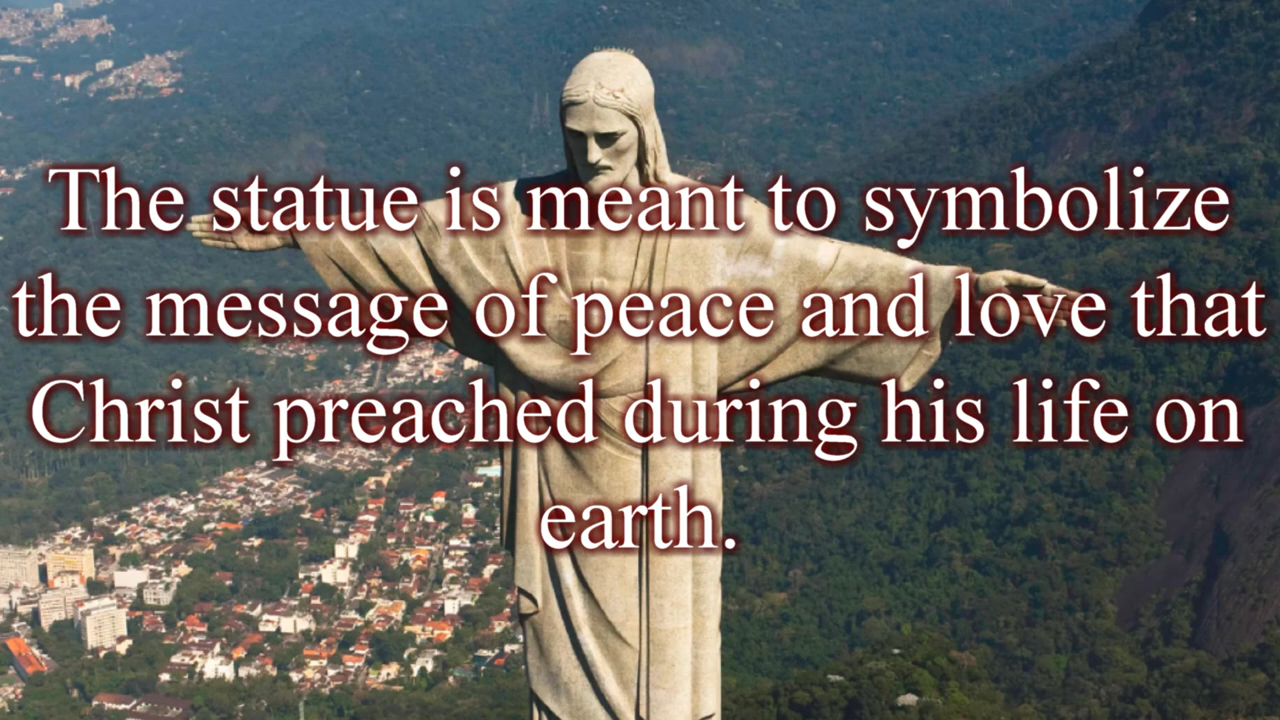 The statue is meant to symbolize
the message of peace and love that
Christ preached during his life on
earth.